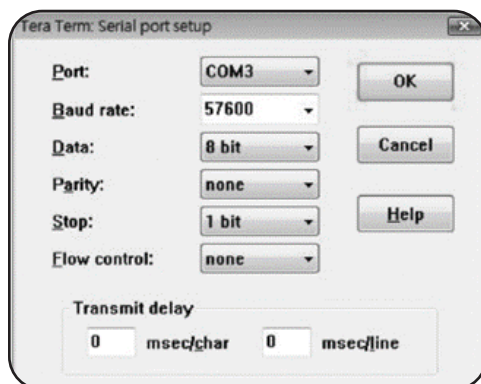 Tera Term: Serial port setup
Port: COM3 OK
Baud rate: 57600
Data: 8 bit Cancel
Parity: none
Stop: 1 bit Help
Flow control: none
Transmit delay
0 msec/char 0 msec/line